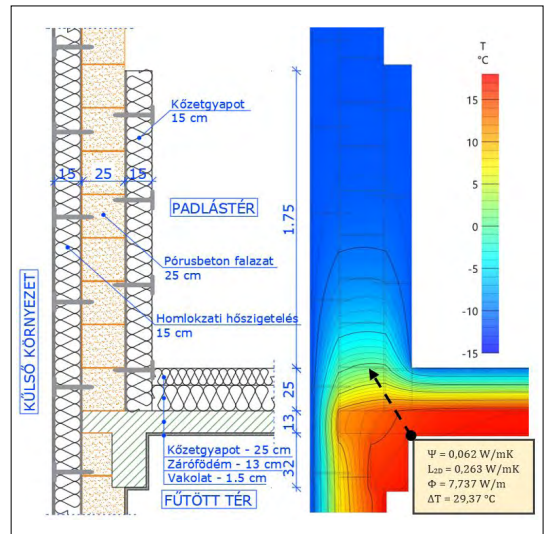 Kőzetgyapot
15 cm
15
25
15
PADLÁSTÉR
Pórusbeton falazat
25 cm
Homlokzati hőszigetelés
15 cm
KÜLSŐ KÖRNYEZET
Kőzetgyapot - 25 cm
Zárófödém - 13 cm
Vakolat - 1.5 cm
FŰTÖTT TÉR
1.75
25
13
32
T
°C
15
10
5
0
-5
-10
-15
Ψ = 0,062 W/mK
L2D = 0,263 W/mK
Φ = 7,737 W/m
ΔT = 29,37 °C